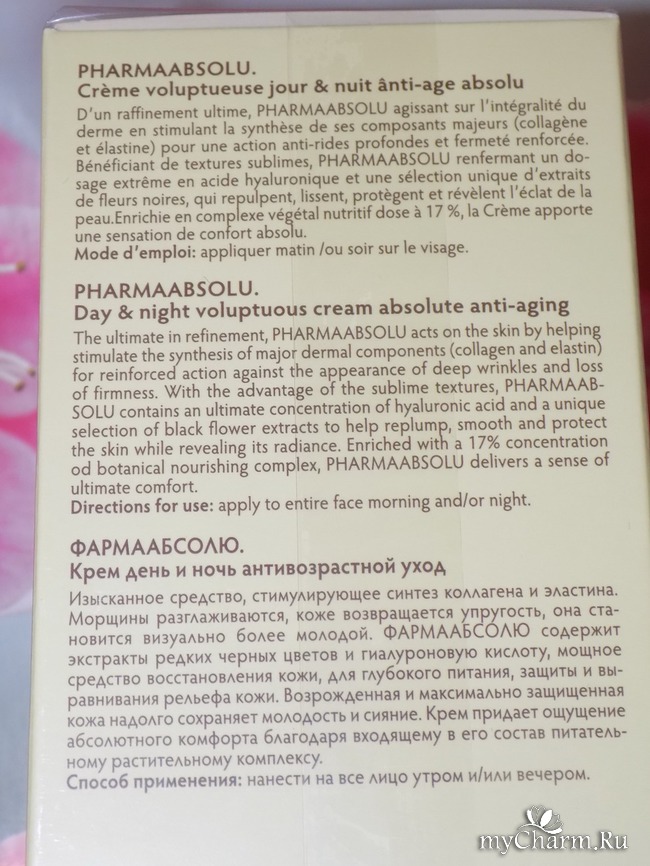 PHARMAABSOLU.
Crème voluptueuse jour & nuit ânti-age absolu
D'un raffinement ultime, PHARMAABSOLU agissant sur l'intégralité du
derme en stimulant la synthèse de ses composants majeurs (collagène
et élastine) pour une action anti-rides profondes et fermeté renforcée.
Bénéficiant de textures sublimes, PHARMAABSOLU renfermant un do-
sage extrême en acide hyaluronique et une sélection unique d'extraits
de fleurs noires, qui repulpent, lissent, protègent et révèlent l'éclat de la
peau.Enrichie en complexe végétal nutritif dose à 17 %, la Crème apporte
une sensation de confort absolu.
Mode d'emploi: appliquer matin /ou soir sur le visage.
PHARMAABSOLU.
Day & night voluptuous cream absolute anti-aging
The ultimate in refinement, PHARMAABSOLU acts on the skin by helping
stimulate the synthesis of major dermal components (collagen and elastin)
for reinforced action against the appearance of deep wrinkles and loss
of firmness. With the advantage of the sublime textures, PHARMAAB-
SOLU contains an ultimate concentration of hyaluronic acid and a unique
selection of black flower extracts to help replump, smooth and protect
the skin while revealing its radiance. Enriched with a 17% concentration
od botanical nourishing complex, PHARMAABSOLU delivers a sense of
ultimate comfort.
Directions for use: apply to entire face morning and/or night.
ФАРМААБСОЛЮ.
Крем день и ночь антивозрастной уход
Изысканное средство, стимулирующее синтез коллагена и эластина.
Морщины разглаживаются, коже возвращается упругость, она ста-
новится визуально более молодой. ФАРМААБСОЛЮ содержит
экстракты редких черных цветов и гиалуроновую кислоту, мощное
средство восстановления кожи, для глубокого питания, защиты и вы-
равнивания рельефа кожи. Возрожденная и максимально защищенная
кожа надолго сохраняет молодость и сияние. Крем придает ощущение
абсолютного комфорта благодаря входящему в его состав питатель-
ному растительному комплексу.
Способ применения: нанести на все лицо утром и/или вечером.
myCharm.Ru